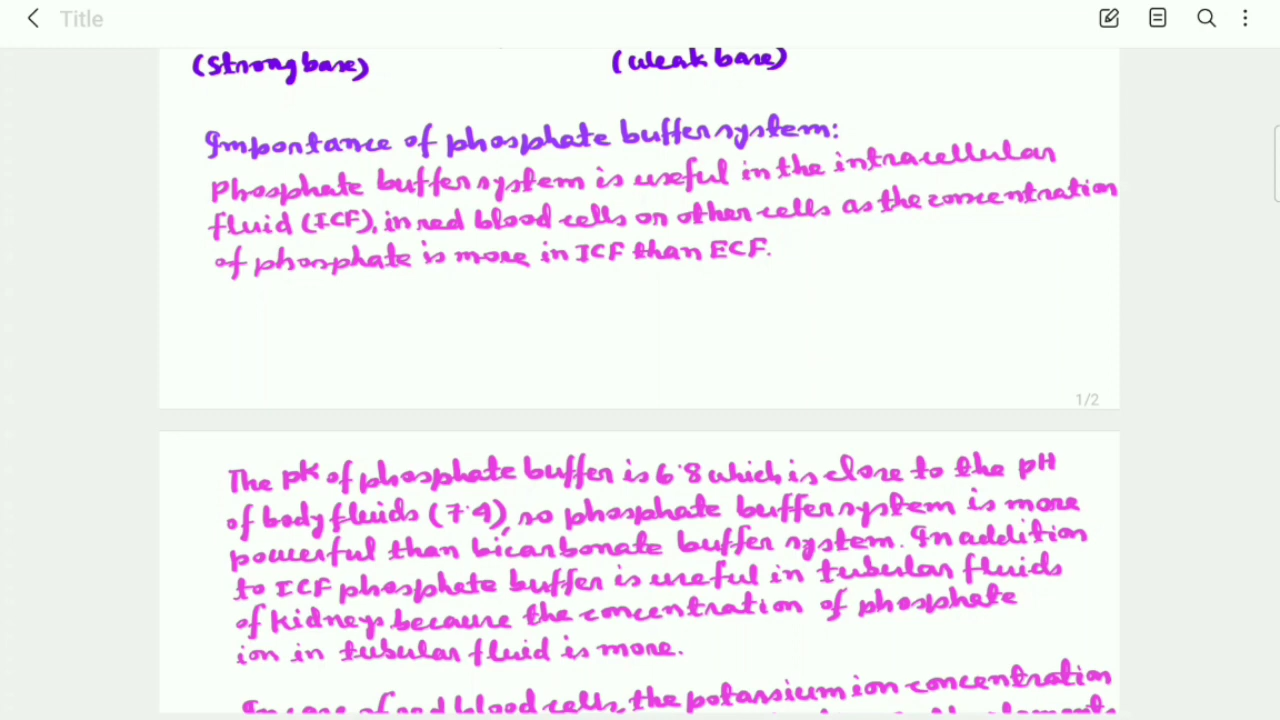 Title
(Strong base) (Weak base)
Importance of phosphate buffer system:
Phosphate buffer system is useful in the intracellular
fluid (ICF), in red blood cells or other cells as the concentration
of phosphate is more in ICF than ECF.
1/2
The pK of phosphate buffer is 6.8 which is close to the pH
of body fluids (7.4), so phosphate buffer system is more
powerful than bicarbonate buffer system. In addition
to ICF phosphete buffer is useful in tubular fluids
of kidneys because the concentration of phosphate
ion in tubular fluid is more.
In case of red blood cells, the potassium ion concentration